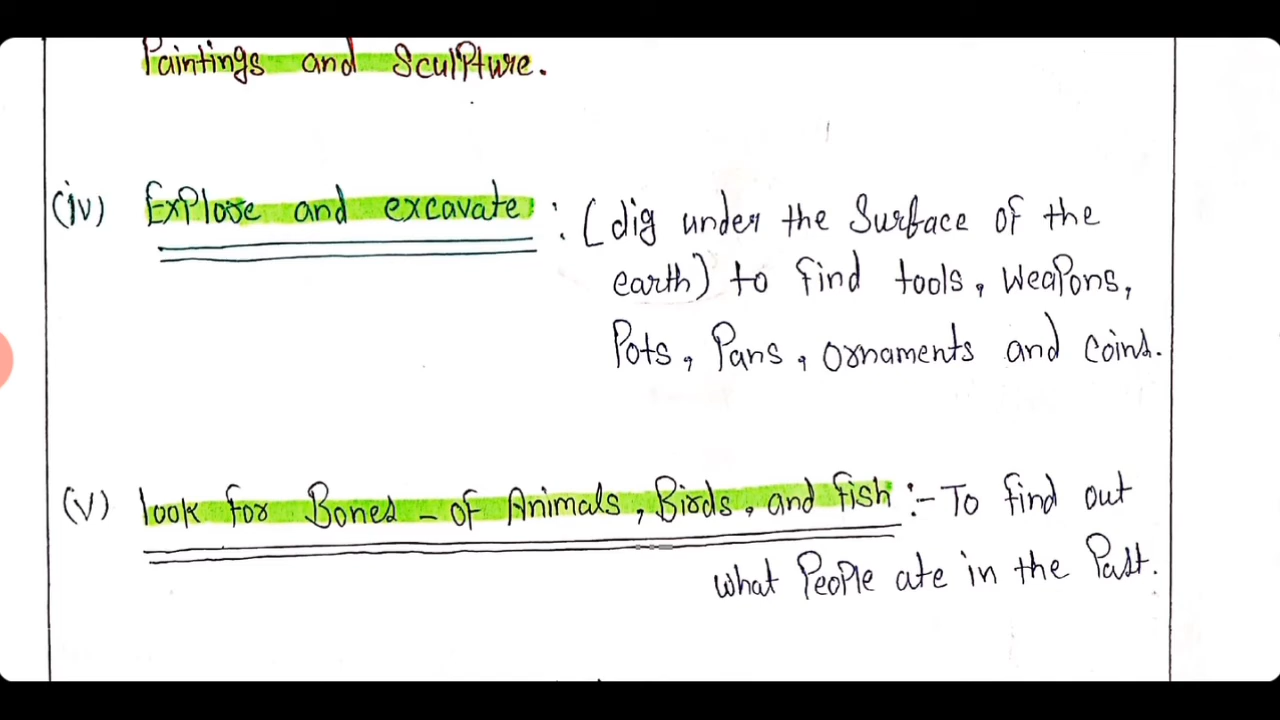 Paintings and Sculpture.
(iv) Explore and excavate : (dig under the Surface of the
earth) to find tools, weapons,
Pots, Pans, ornaments and coins.
(v) look for Bones - of Animals, Birds, and fish :- To find out
what People ate in the Past.